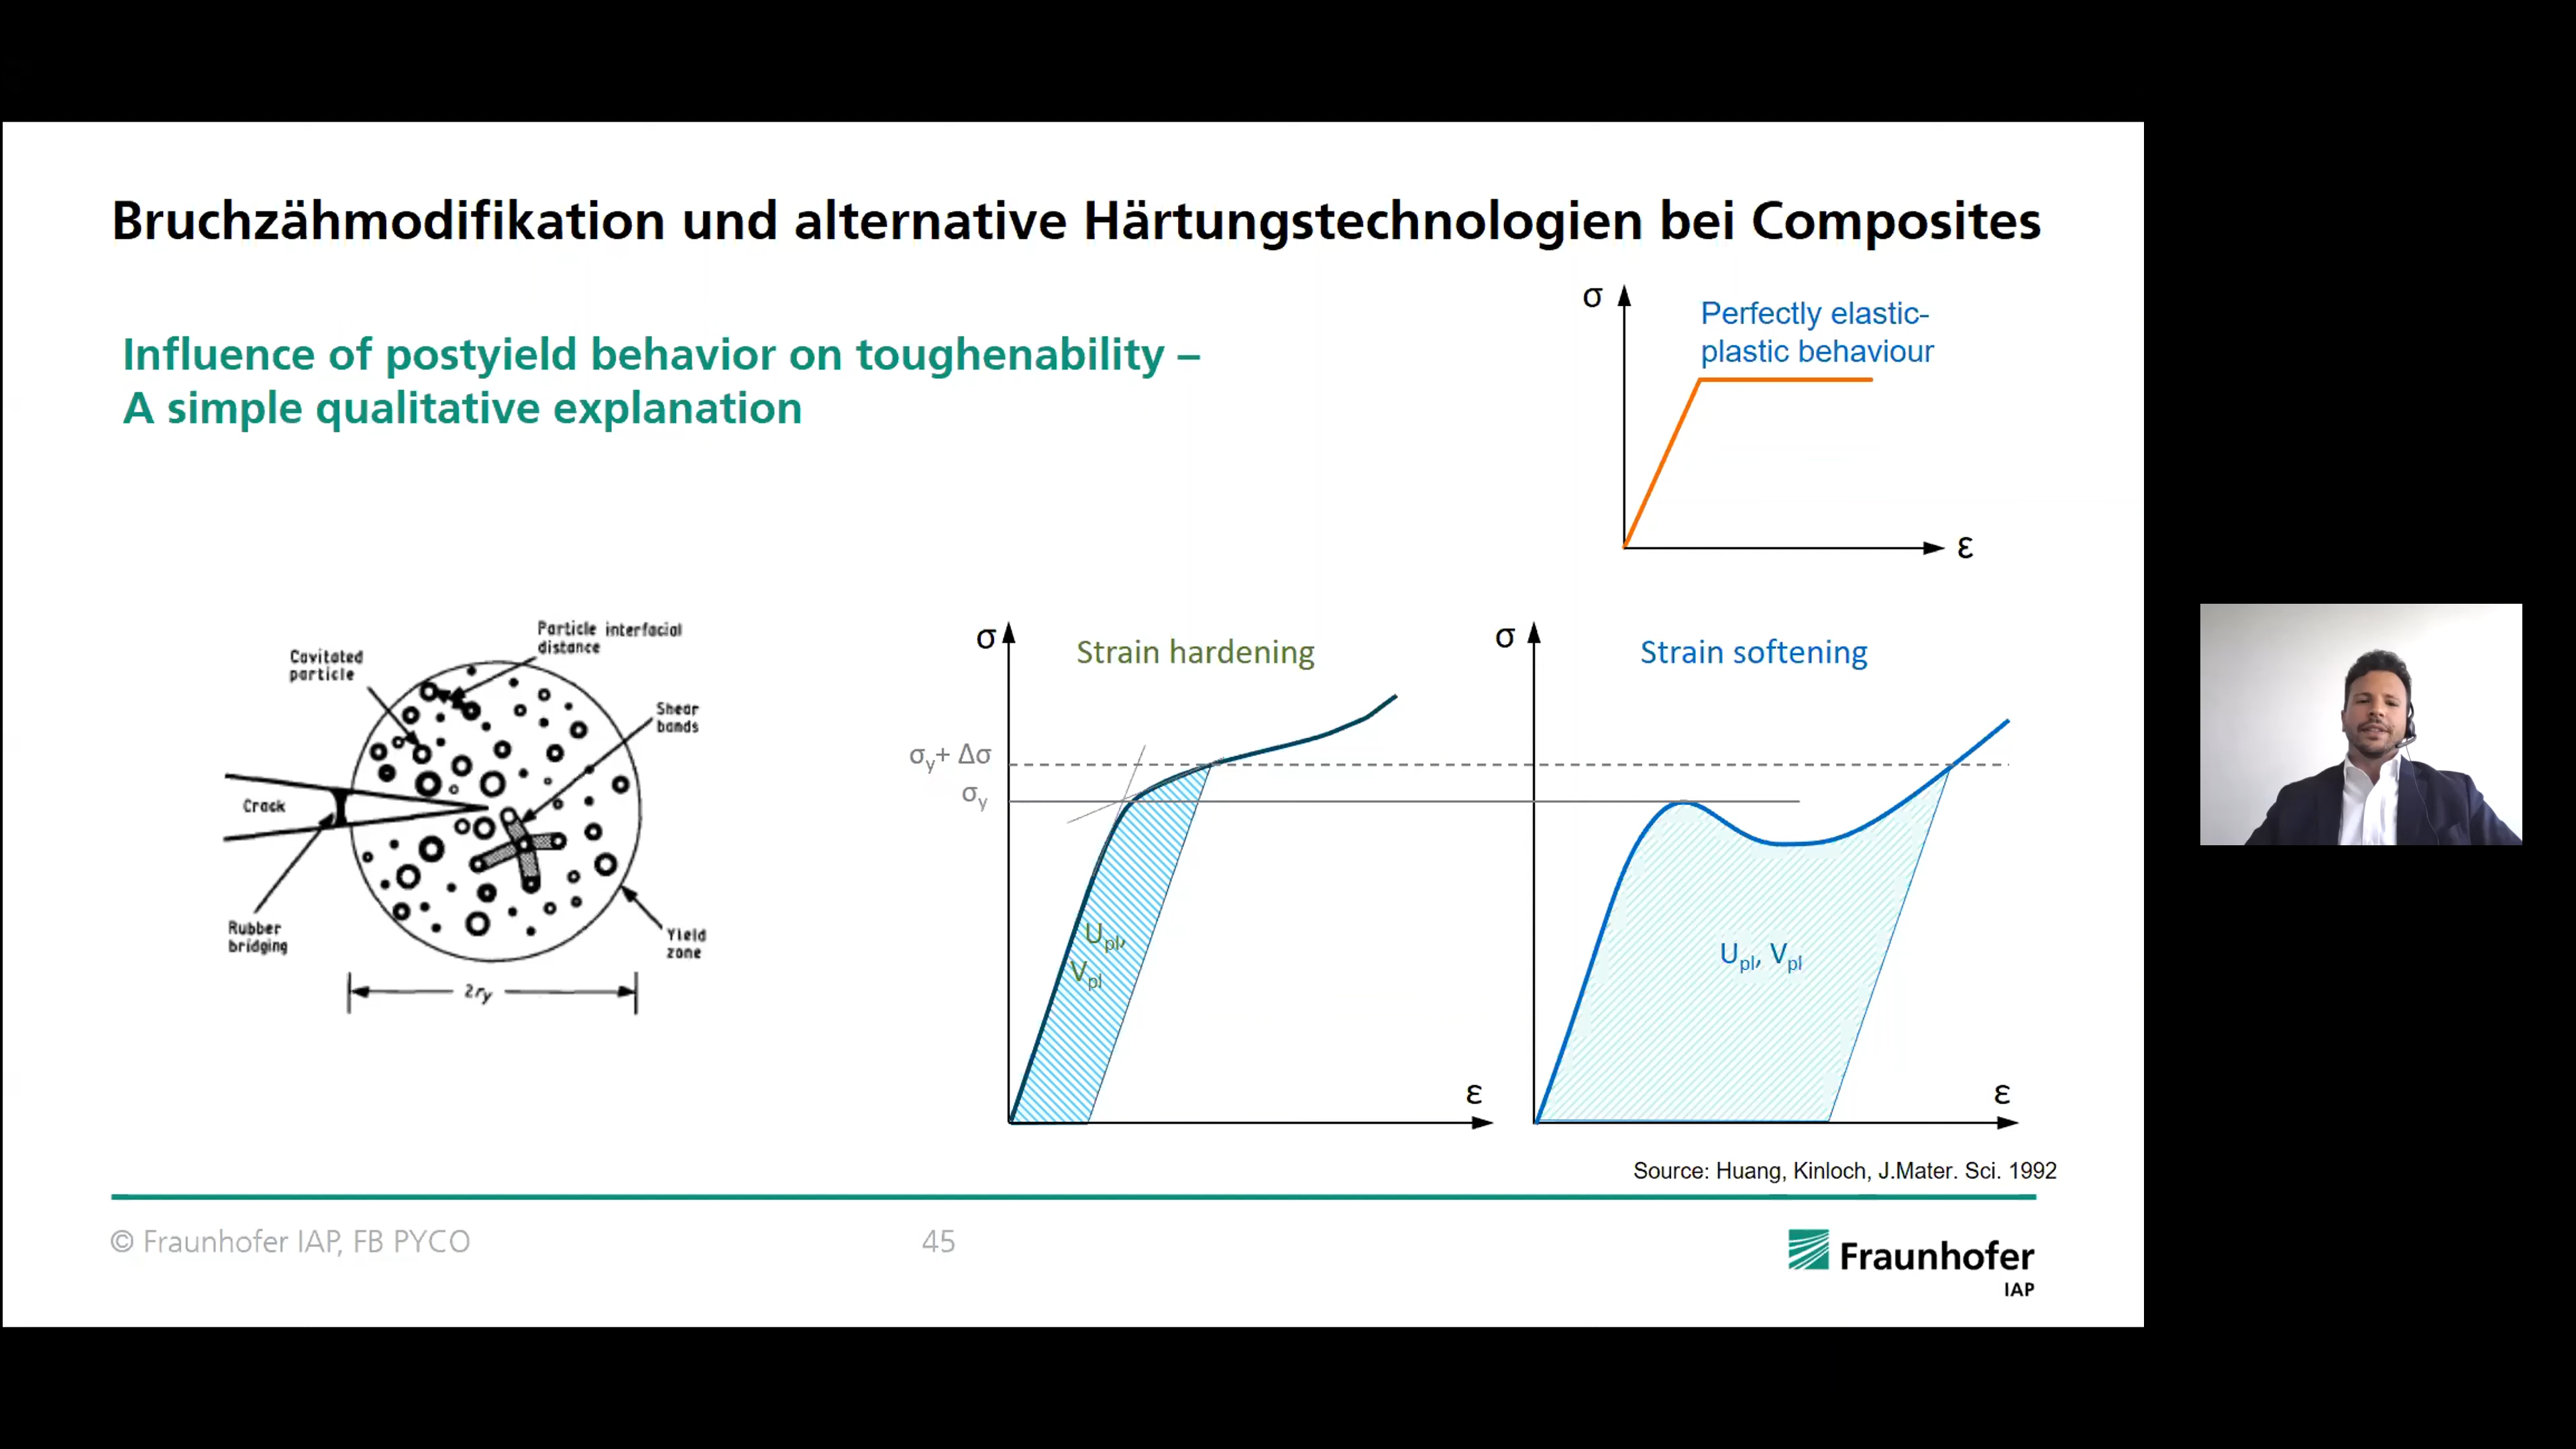 Bruchzähmodifikation und alternative Härtungstechnologien bei Composites
Influence of postyield behavior on toughenability –
A simple qualitative explanation
σ
Perfectly elastic-
plastic behaviour
ε
Particle interfacial
distance
Cavitated
particle
Shear
bands
Crack
Rubber
bridging
Yield
zone
2ry
σ
Strain hardening
σy+ Δσ
σy
Upl,
Vpl
ε
σ
Strain softening
Upl, Vpl
ε
Source: Huang, Kinloch, J.Mater. Sci. 1992
© Fraunhofer IAP, FB PYCO
45
Fraunhofer
IAP